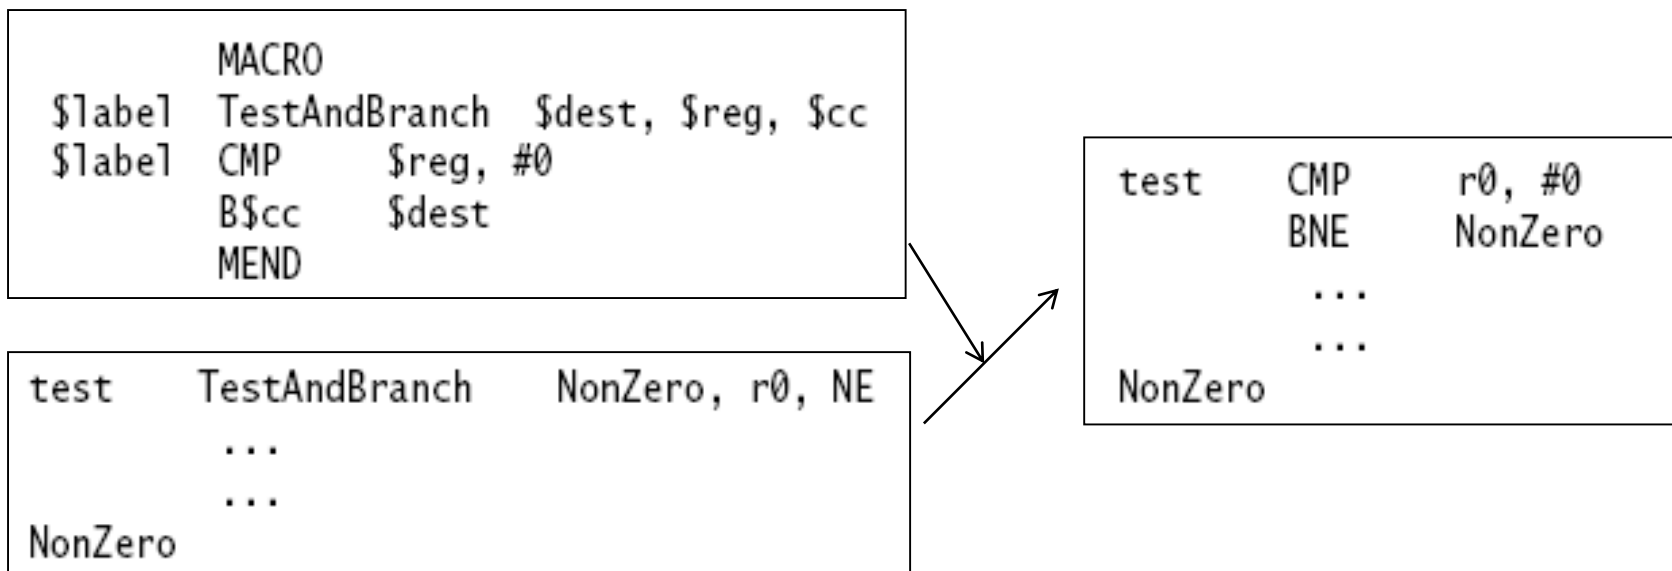 MACRO
$label TestAndBranch $dest, $reg, $cc
$label CMP $reg, #0
B$cc $dest
MEND
test TestAndBranch NonZero, r0, NE
...
...
NonZero
test CMP r0, #0
BNE NonZero
...
...
NonZero